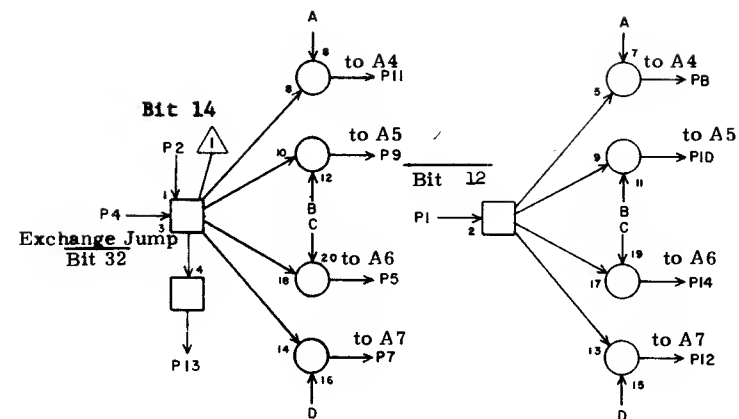 A
A
8
to A4
8
P11
7
to A4
5
P8
Bit 14
P2
1
to A5
10
P9
12
to A5
9
P10
11
Bit 12
1
P4
3
B
C
P1
2
B
C
Exchange Jump
Bit 32
4
20
to A6
18
P5
19
to A6
17
P14
P13
to A7
14
P7
16
to A7
13
P12
15
D
D